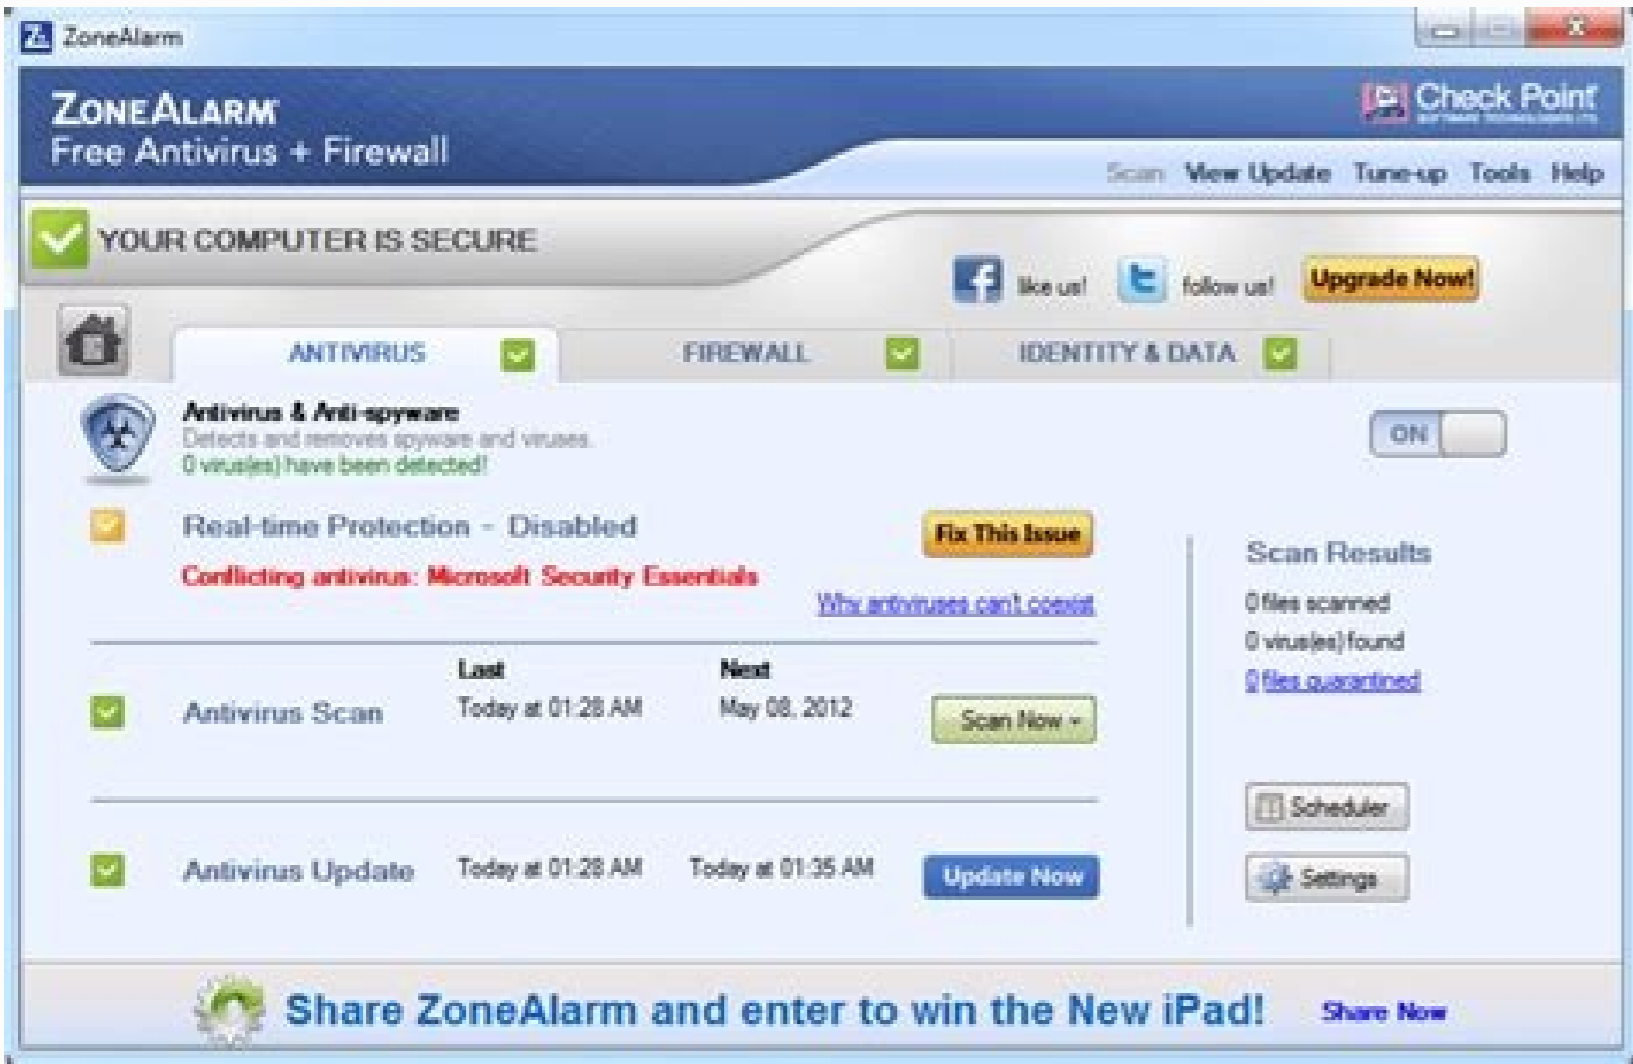 ZoneAlarm
ZONEALARM
Free Antivirus + Firewall
Check Point
SOFTWARE TECHNOLOGIES LTD.
Scan View Update Tune-up Tools Help
YOUR COMPUTER IS SECURE
like us! follow us! Upgrade Now!
ANTIVIRUS FIREWALL IDENTITY & DATA
Antivirus & Anti-spyware
Detects and removes spyware and viruses.
0 virus(es) have been detected!
ON
Real-time Protection - Disabled
Fix This Issue
Conflicting antivirus: Microsoft Security Essentials
Why antiviruses can't coexist
Last Next
Antivirus Scan Today at 01:28 AM May 08, 2012 Scan Now
Antivirus Update Today at 01:28 AM Today at 01:35 AM Update Now
Scan Results
0 files scanned
0 virus(es) found
0 files quarantined
Scheduler
Settings
Share ZoneAlarm and enter to win the New iPad! Share Now